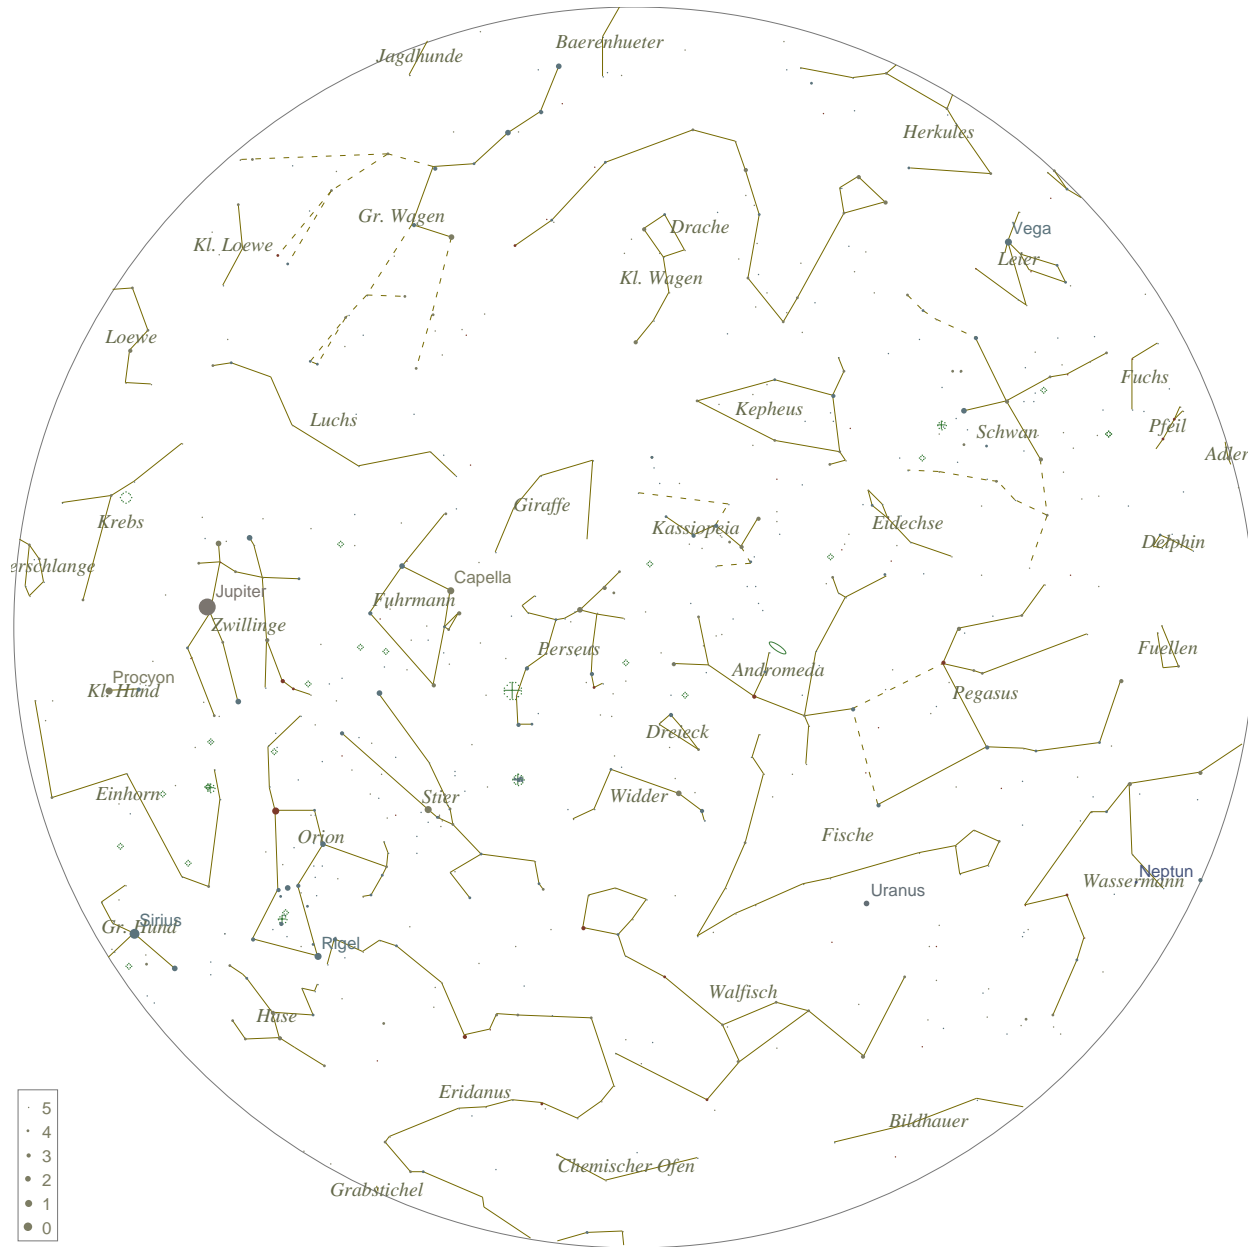 Baerenhueter
Jagdhunde
Herkules
Gr. Wagen
Drache
Vega
Kl. Loewe
Leier
Kl. Wagen
Loewe
Fuchs
Kepheus
Luchs
Pfeil
Schwan
Adler
Giraffe
Krebs
Kassiopeia
Eidechse
Delphin
erschlange
Capella
Jupiter
Fuhrmann
Zwillinge
Perseus
Fuellen
Andromeda
Procyon
Kl. Hund
Pegasus
Dreieck
Einhorn
Stier
Widder
Orion
Fische
Neptun
Wassermann
Uranus
Sirius
Gr. Hund
Rigel
Walfisch
Hase
Eridanus
Bildhauer
Chemischer Ofen
Grabstichel
5
4
3
2
1
0